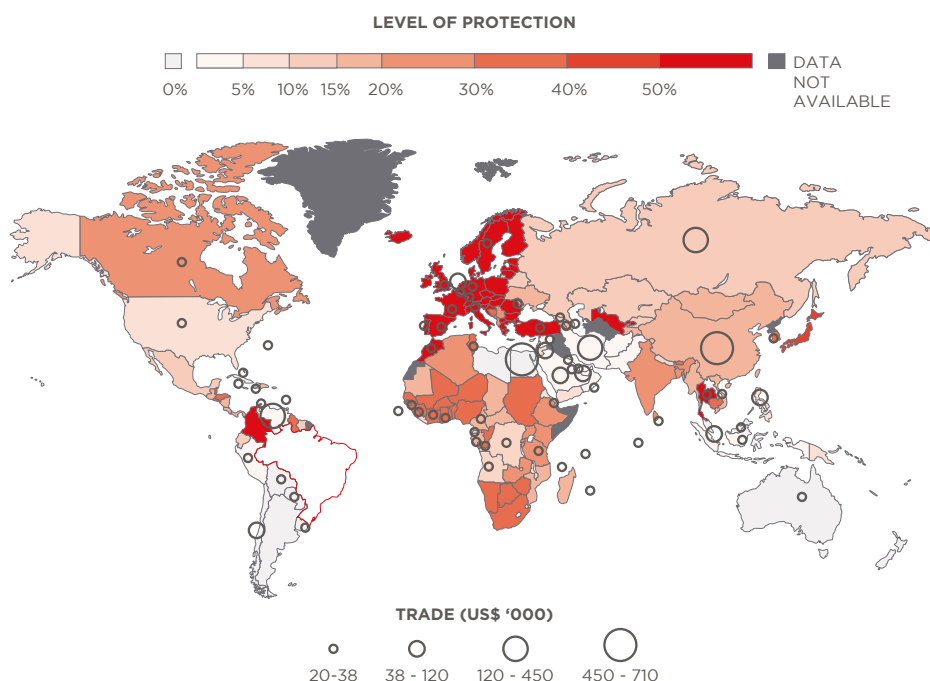 LEVEL OF PROTECTION
0% 5% 10% 15% 20% 30% 40% 50%
DATA
NOT
AVAILABLE
TRADE (US$ ‘000)
20-38 38 - 120 120 - 450 450 - 710